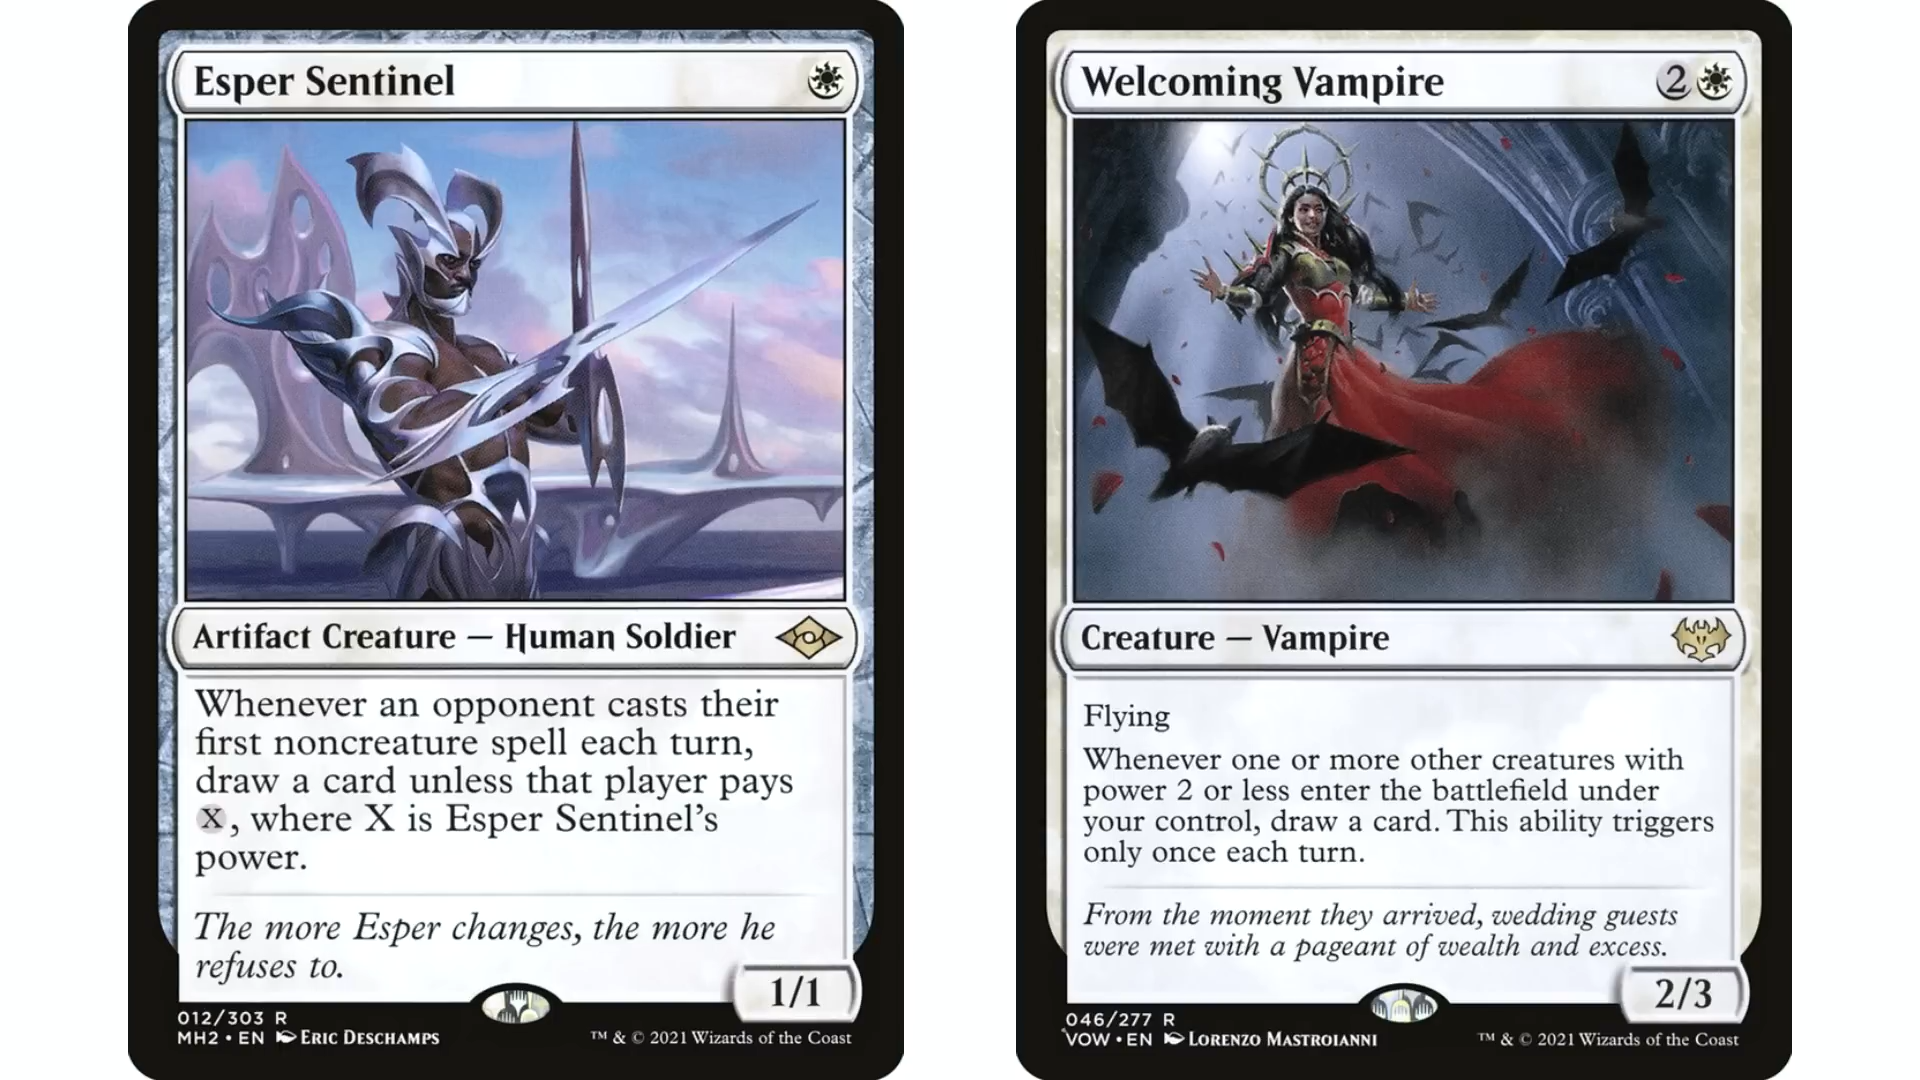 Esper Sentinel
Artifact Creature — Human Soldier
Whenever an opponent casts their
first noncreature spell each turn,
draw a card unless that player pays
X, where X is Esper Sentinel's
power.
The more Esper changes, the more he
refuses to.
1/1
012/303 R
MH2 • EN Eric Deschamps
™ & © 2021 Wizards of the Coast
Welcoming Vampire
2
Creature — Vampire
Flying
Whenever one or more other creatures with
power 2 or less enter the battlefield under
your control, draw a card. This ability triggers
only once each turn.
From the moment they arrived, wedding guests
were met with a pageant of wealth and excess.
2/3
046/277 R
VOW • EN Lorenzo Mastroianni
™ & © 2021 Wizards of the Coast